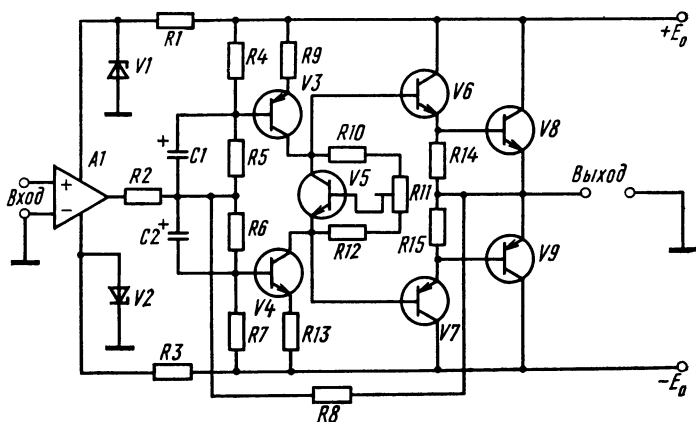 R1
+E₀
V1
R4
R9
V3
V6
C1
R10
V8
A1
R2
R5
V5
R11
R14
Выход
Вход
+
−
+
+
C2
R6
R12
R15
V9
V4
V2
R7
R13
V7
R3
−E₀
R8